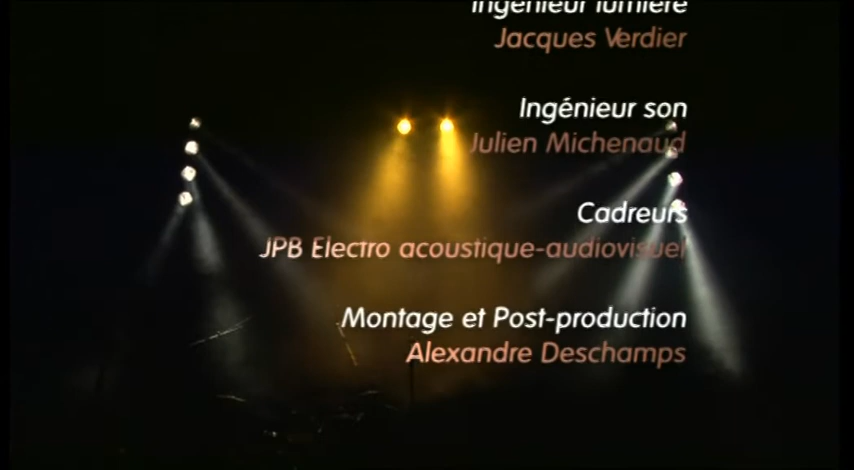 Ingénieur lumière
Jacques Verdier
Ingénieur son
Julien Michenaud
Cadreurs
JPB Electro acoustique-audiovisuel
Montage et Post-production
Alexandre Deschamps